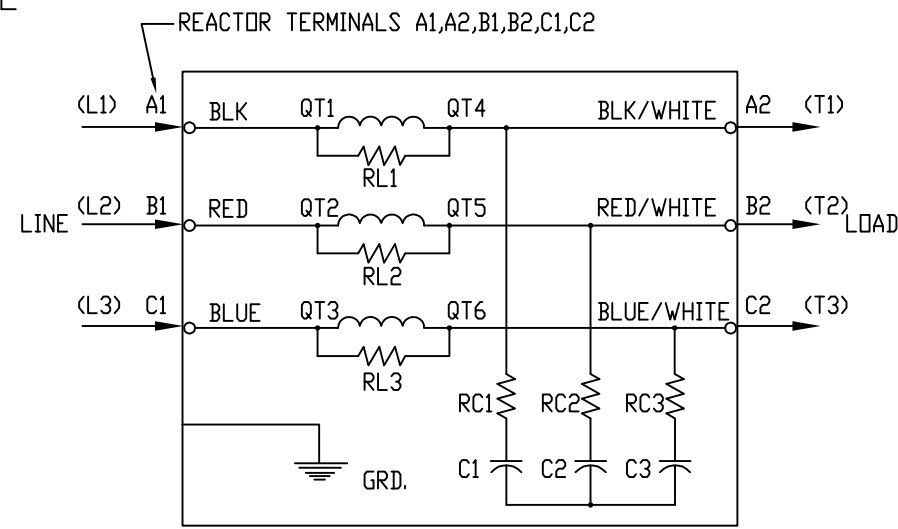 REACTOR TERMINALS A1,A2,B1,B2,C1,C2
(L1) A1 BLK QT1 QT4 BLK/WHITE A2 (T1)
RL1
LINE (L2) B1 RED QT2 QT5 RED/WHITE B2 (T2) LOAD
RL2
(L3) C1 BLUE QT3 QT6 BLUE/WHITE C2 (T3)
RL3
RC1 RC2 RC3
GRD. C1 C2 C3